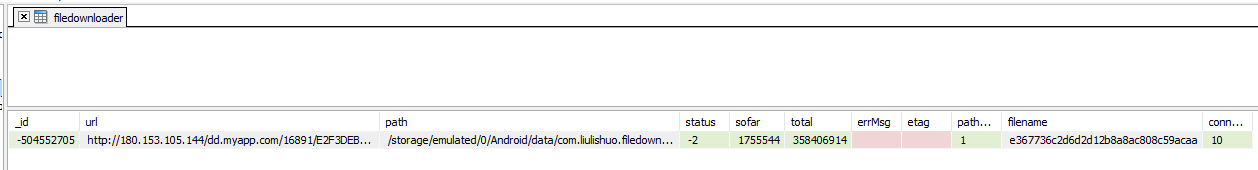 filedownloader
_id url path status sofar total errMsg etag path... filename conn...
-504552705 http://180.153.105.144/dd.myapp.com/16891/E2F3DEB... /storage/emulated/0/Android/data/com.liulishuo.filedown... -2 1755544 358406914 1 e367736c2d6d2d12b8a8ac808c59acaa 10